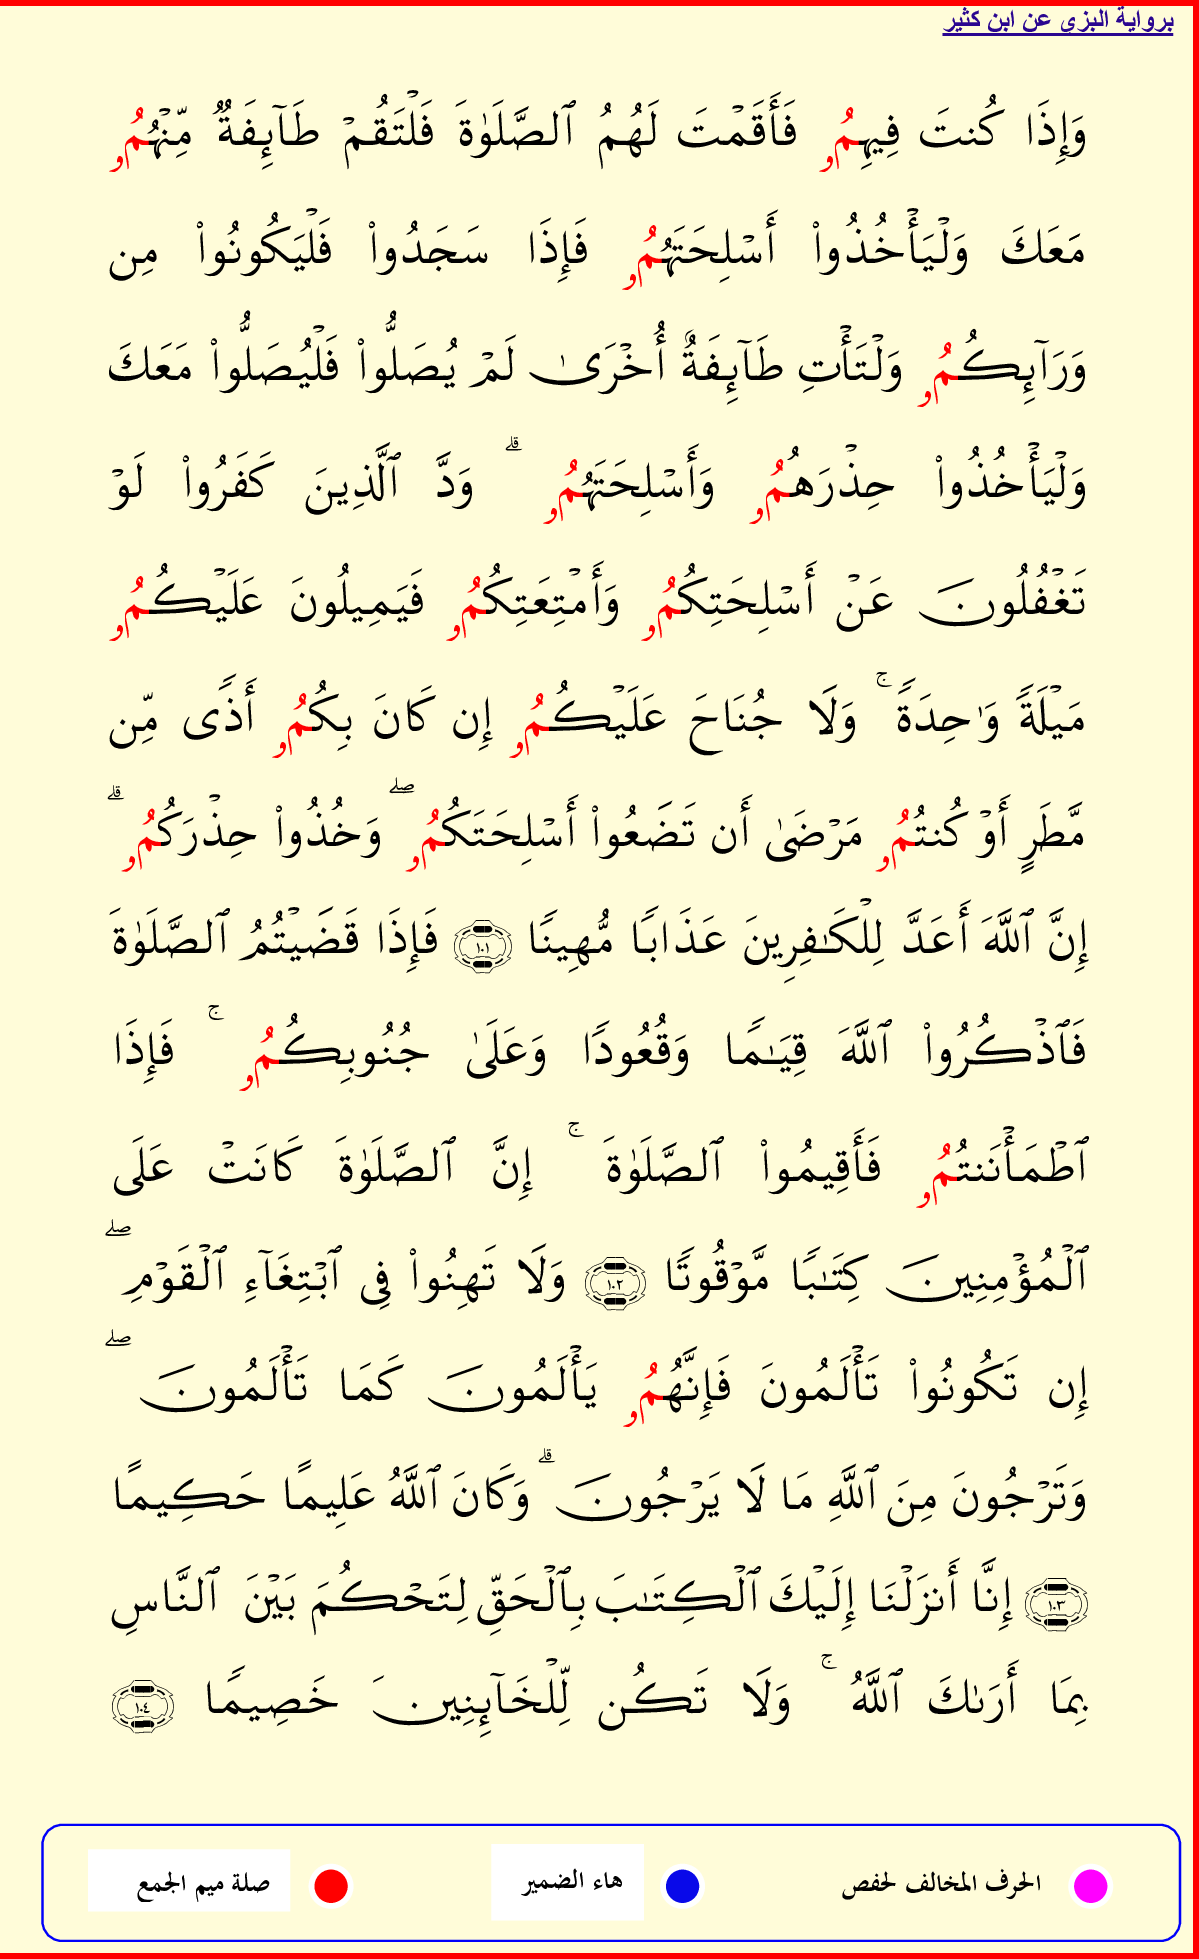 برواية البزى عن ابن كثير
وَإِذَا كُنتَ فِيهِمُۥ فَأَقَمۡتَ لَهُمُ ٱلصَّلَوٰةَ فَلۡتَقُمۡ طَآئِفَةٌ مِّنۡهُمُۥ
مَعَكَ وَلۡيَأۡخُذُواْ أَسۡلِحَتَهُمُۥ فَإِذَا سَجَدُواْ فَلۡيَكُونُواْ مِن
وَرَآئِكُمُۥ وَلۡتَأۡتِ طَآئِفَةٌ أُخۡرَىٰ لَمۡ يُصَلُّواْ فَلۡيُصَلُّواْ مَعَكَ
وَلۡيَأۡخُذُواْ حِذۡرَهُمُۥ وَأَسۡلِحَتَهُمُۥ ۗ وَدَّ ٱلَّذِينَ كَفَرُواْ لَوۡ
تَغۡفُلُونَ عَنۡ أَسۡلِحَتِكُمُۥ وَأَمۡتِعَتِكُمُۥ فَيَمِيلُونَ عَلَيۡكُمُۥ
مَيۡلَةً وَٰحِدَةً ۚ وَلَا جُنَاحَ عَلَيۡكُمُۥ إِن كَانَ بِكُمُۥ أَذًى مِّن
مَّطَرٍ أَوۡ كُنتُمُۥ مَرۡضَىٰ أَن تَضَعُواْ أَسۡلِحَتَكُمُۥ ۖ وَخُذُواْ حِذۡرَكُمُۥ ۗ
إِنَّ ٱللَّهَ أَعَدَّ لِلۡكَٰفِرِينَ عَذَابًا مُّهِينًا ١٠١ فَإِذَا قَضَيۡتُمُ ٱلصَّلَوٰةَ
فَٱذۡكُرُواْ ٱللَّهَ قِيَٰمًا وَقُعُودًا وَعَلَىٰ جُنُوبِكُمُۥ ۚ فَإِذَا
ٱطۡمَأۡنَنتُمُۥ فَأَقِيمُواْ ٱلصَّلَوٰةَ ۚ إِنَّ ٱلصَّلَوٰةَ كَانَتۡ عَلَى
ٱلۡمُؤۡمِنِينَ كِتَٰبًا مَّوۡقُوتًا ١٠٢ وَلَا تَهِنُواْ فِى ٱبۡتِغَآءِ ٱلۡقَوۡمِ ۖ
إِن تَكُونُواْ تَأۡلَمُونَ فَإِنَّهُمُۥ يَأۡلَمُونَ كَمَا تَأۡلَمُونَ ۖ
وَتَرۡجُونَ مِنَ ٱللَّهِ مَا لَا يَرۡجُونَ ۗ وَكَانَ ٱللَّهُ عَلِيمًا حَكِيمًا
١٠٣ إِنَّا أَنزَلۡنَا إِلَيۡكَ ٱلۡكِتَٰبَ بِٱلۡحَقِّ لِتَحۡكُمَ بَيۡنَ ٱلنَّاسِ
بِمَا أَرَىٰكَ ٱللَّهُ ۚ وَلَا تَكُن لِّلۡخَآئِنِينَ خَصِيمًا ١٠٤
الحرف المخالف لحفص هاء الضمير صلة ميم الجمع